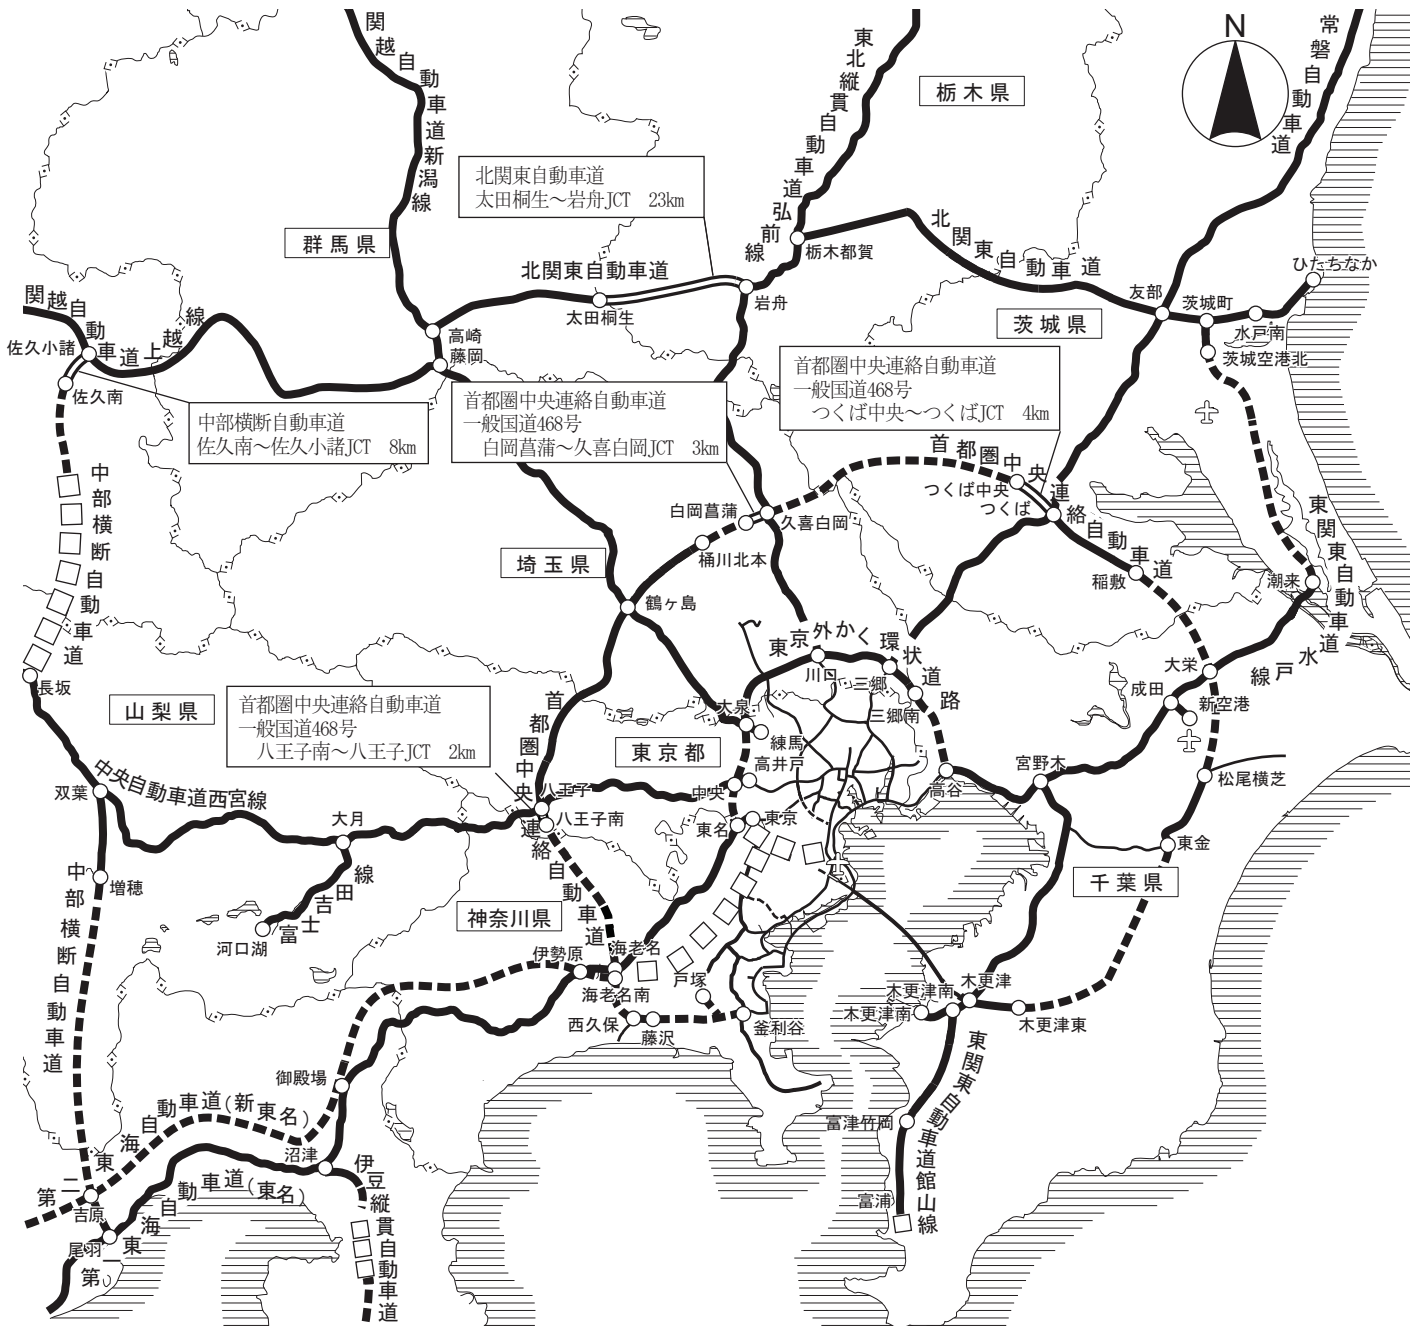 N
関越自動車道新潟線
東北縦貫自動車道弘前線
常磐自動車道
栃木県
北関東自動車道
太田桐生〜岩舟JCT　23km
群馬県
北関東自動車道
北関東自動車道
栃木都賀
ひたちなか
岩舟
太田桐生
友部
茨城町
水戸南
茨城空港北
茨城県
関越自動車道上越線
佐久小諸
佐久南
高崎
藤岡
中部横断自動車道
佐久南〜佐久小諸JCT　8km
首都圏中央連絡自動車道
一般国道468号
白岡菖蒲〜久喜白岡JCT　3km
首都圏中央連絡自動車道
一般国道468号
つくば中央〜つくばJCT　4km
首都圏中央連絡自動車道
つくば中央
つくば
白岡菖蒲
久喜白岡
桶川北本
埼玉県
鶴ヶ島
稲敷
潮来
東関東自動車道水戸線
中部横断自動車道
長坂
山梨県
首都圏中央連絡自動車道
一般国道468号
八王子南〜八王子JCT　2km
首都圏中央連絡自動車道
東京外かく環状道路
川口
三郷
三郷南
大泉
練馬
東京都
高井戸
中央
東名
東京
高谷
宮野木
大栄
成田
新空港
松尾横芝
東金
千葉県
双葉
中央自動車道西宮線
大月
八王子
八王子南
増穂
中部横断自動車道
富士吉田線
河口湖
神奈川県
伊勢原
海老名
海老名南
西久保
藤沢
戸塚
釜利谷
木更津
木更津南
木更津南
木更津東
東関東自動車道館山線
富津竹岡
富浦
御殿場
沼津
第二東海自動車道(新東名)
第一東海自動車道(東名)
吉原
尾羽
伊豆縦貫自動車道